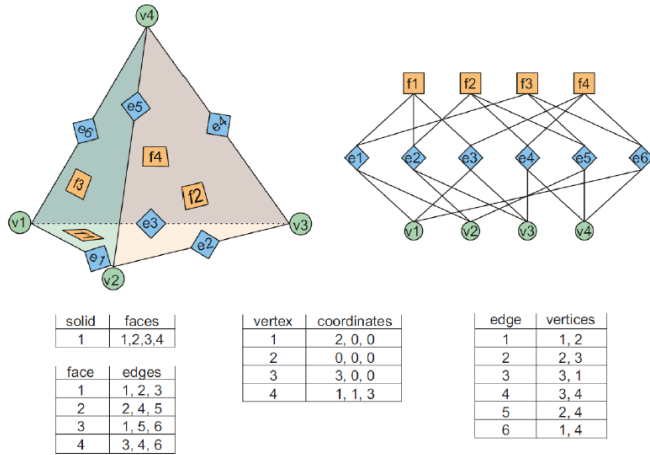 v4
e5
e6
e4
f4
f3
f2
v1
e3
v3
f1
e1
e2
v2
f1 f2 f3 f4
e1 e2 e3 e4 e5 e6
v1 v2 v3 v4
solid faces
1 1,2,3,4
face edges
1 1, 2, 3
2 2, 4, 5
3 1, 5, 6
4 3, 4, 6
vertex coordinates
1 2, 0, 0
2 0, 0, 0
3 3, 0, 0
4 1, 1, 3
edge vertices
1 1, 2
2 2, 3
3 3, 1
4 3, 4
5 2, 4
6 1, 4